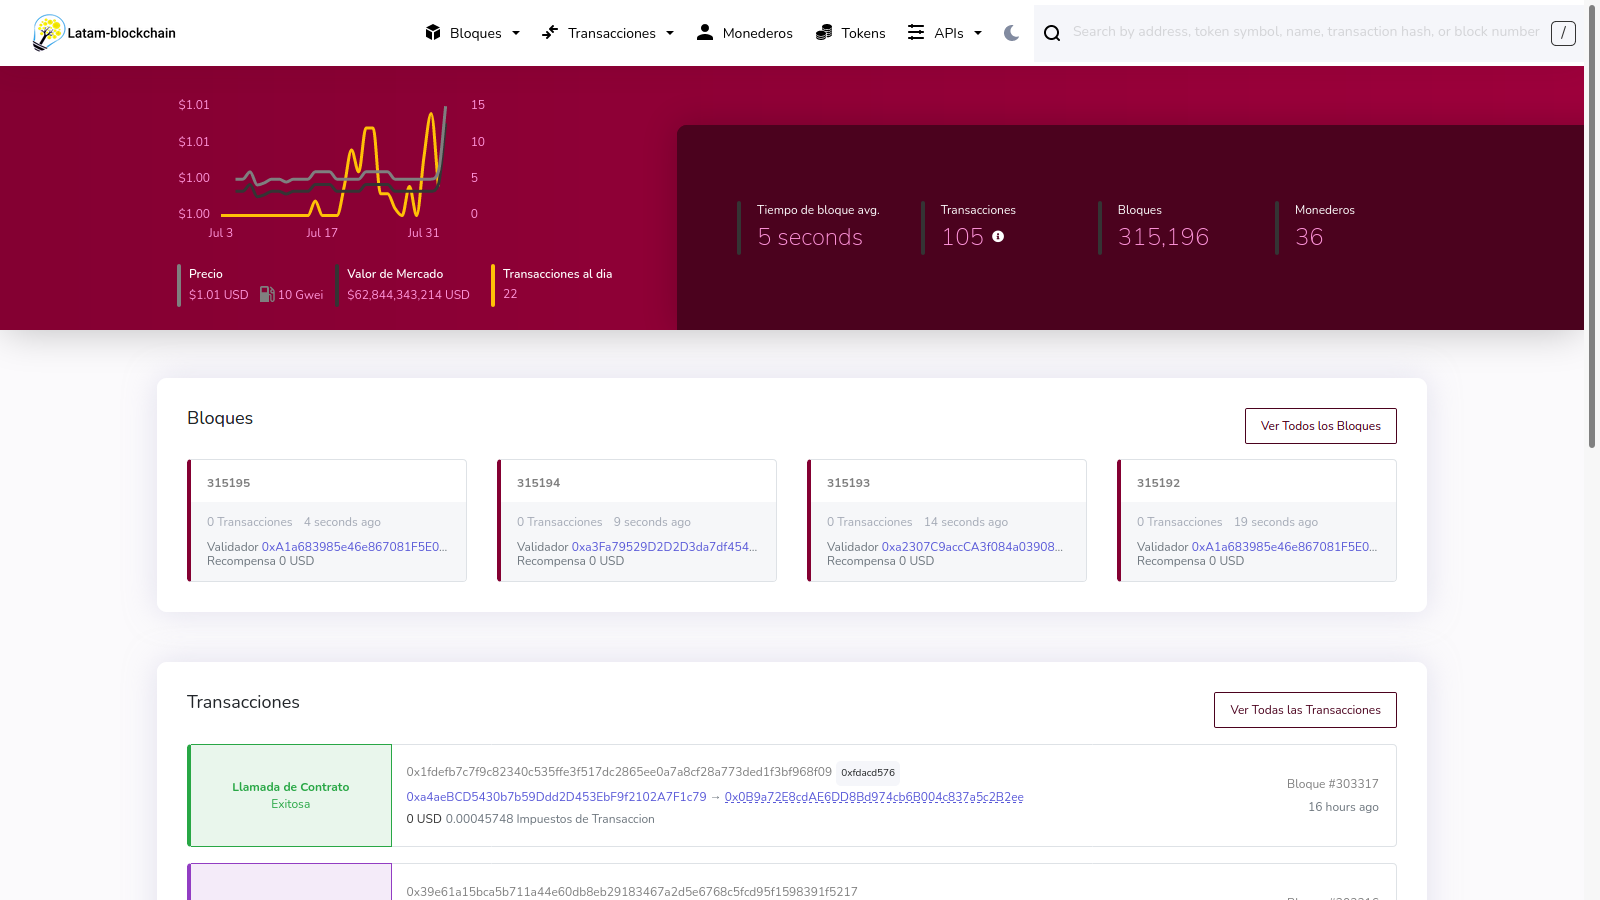 Latam-blockchain
Bloques
Transacciones
Monederos
Tokens
APIs
Search by address, token symbol, name, transaction hash, or block number
/
$1.01
$1.01
$1.00
$1.00
15
10
5
0
Jul 3
Jul 17
Jul 31
Precio
$1.01 USD
10 Gwei
Valor de Mercado
$62,844,343,214 USD
Transacciones al dia
22
Tiempo de bloque avg.
5 seconds
Transacciones
105
Bloques
315,196
Monederos
36
Bloques
Ver Todos los Bloques
315195
0 Transacciones 4 seconds ago
Validador 0xA1a683985e46e867081F5E0...
Recompensa 0 USD
315194
0 Transacciones 9 seconds ago
Validador 0xa3Fa79529D2D2D3da7df454...
Recompensa 0 USD
315193
0 Transacciones 14 seconds ago
Validador 0xa2307C9accCA3f084a03908...
Recompensa 0 USD
315192
0 Transacciones 19 seconds ago
Validador 0xA1a683985e46e867081F5E0...
Recompensa 0 USD
Transacciones
Ver Todas las Transacciones
Llamada de Contrato
Exitosa
0x1fdefb7c7f9c82340c535ffe3f517dc2865ee0a7a8cf28a773ded1f3bf968f09 0xfdacd576
0xa4aeBCD5430b7b59Ddd2D453EbF9f2102A7F1c79 → 0x0B9a72E8cdAE6DD8Bd974cb6B004c837a5c2B2ee
0 USD 0.00045748 Impuestos de Transaccion
Bloque #303317
16 hours ago
0x39e61a15bca5b711a44e60db8eb29183467a2d5e6768c5fcd95f1598391f5217